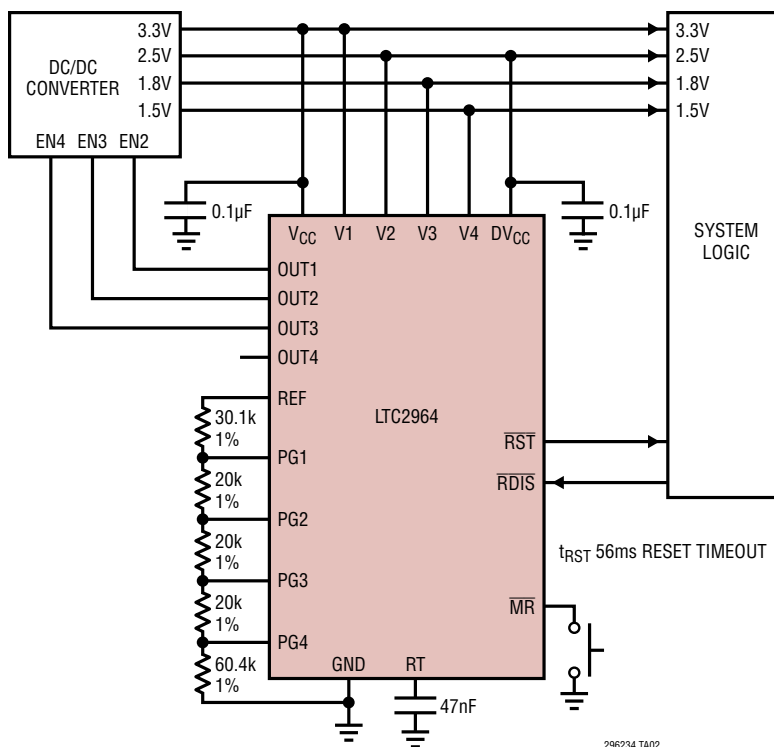 DC/DC
CONVERTER
3.3V
2.5V
1.8V
1.5V
EN4 EN3 EN2
3.3V
2.5V
1.8V
1.5V
SYSTEM
LOGIC
0.1µF
0.1µF
VCC V1 V2 V3 V4 DVCC
OUT1
OUT2
OUT3
OUT4
REF
LTC2964
30.1k
1%
PG1
20k
1%
PG2
20k
1%
PG3
20k
1%
PG4
60.4k
1%
RST
RDIS
tRST 56ms RESET TIMEOUT
MR
GND RT
47nF
296234 TA02